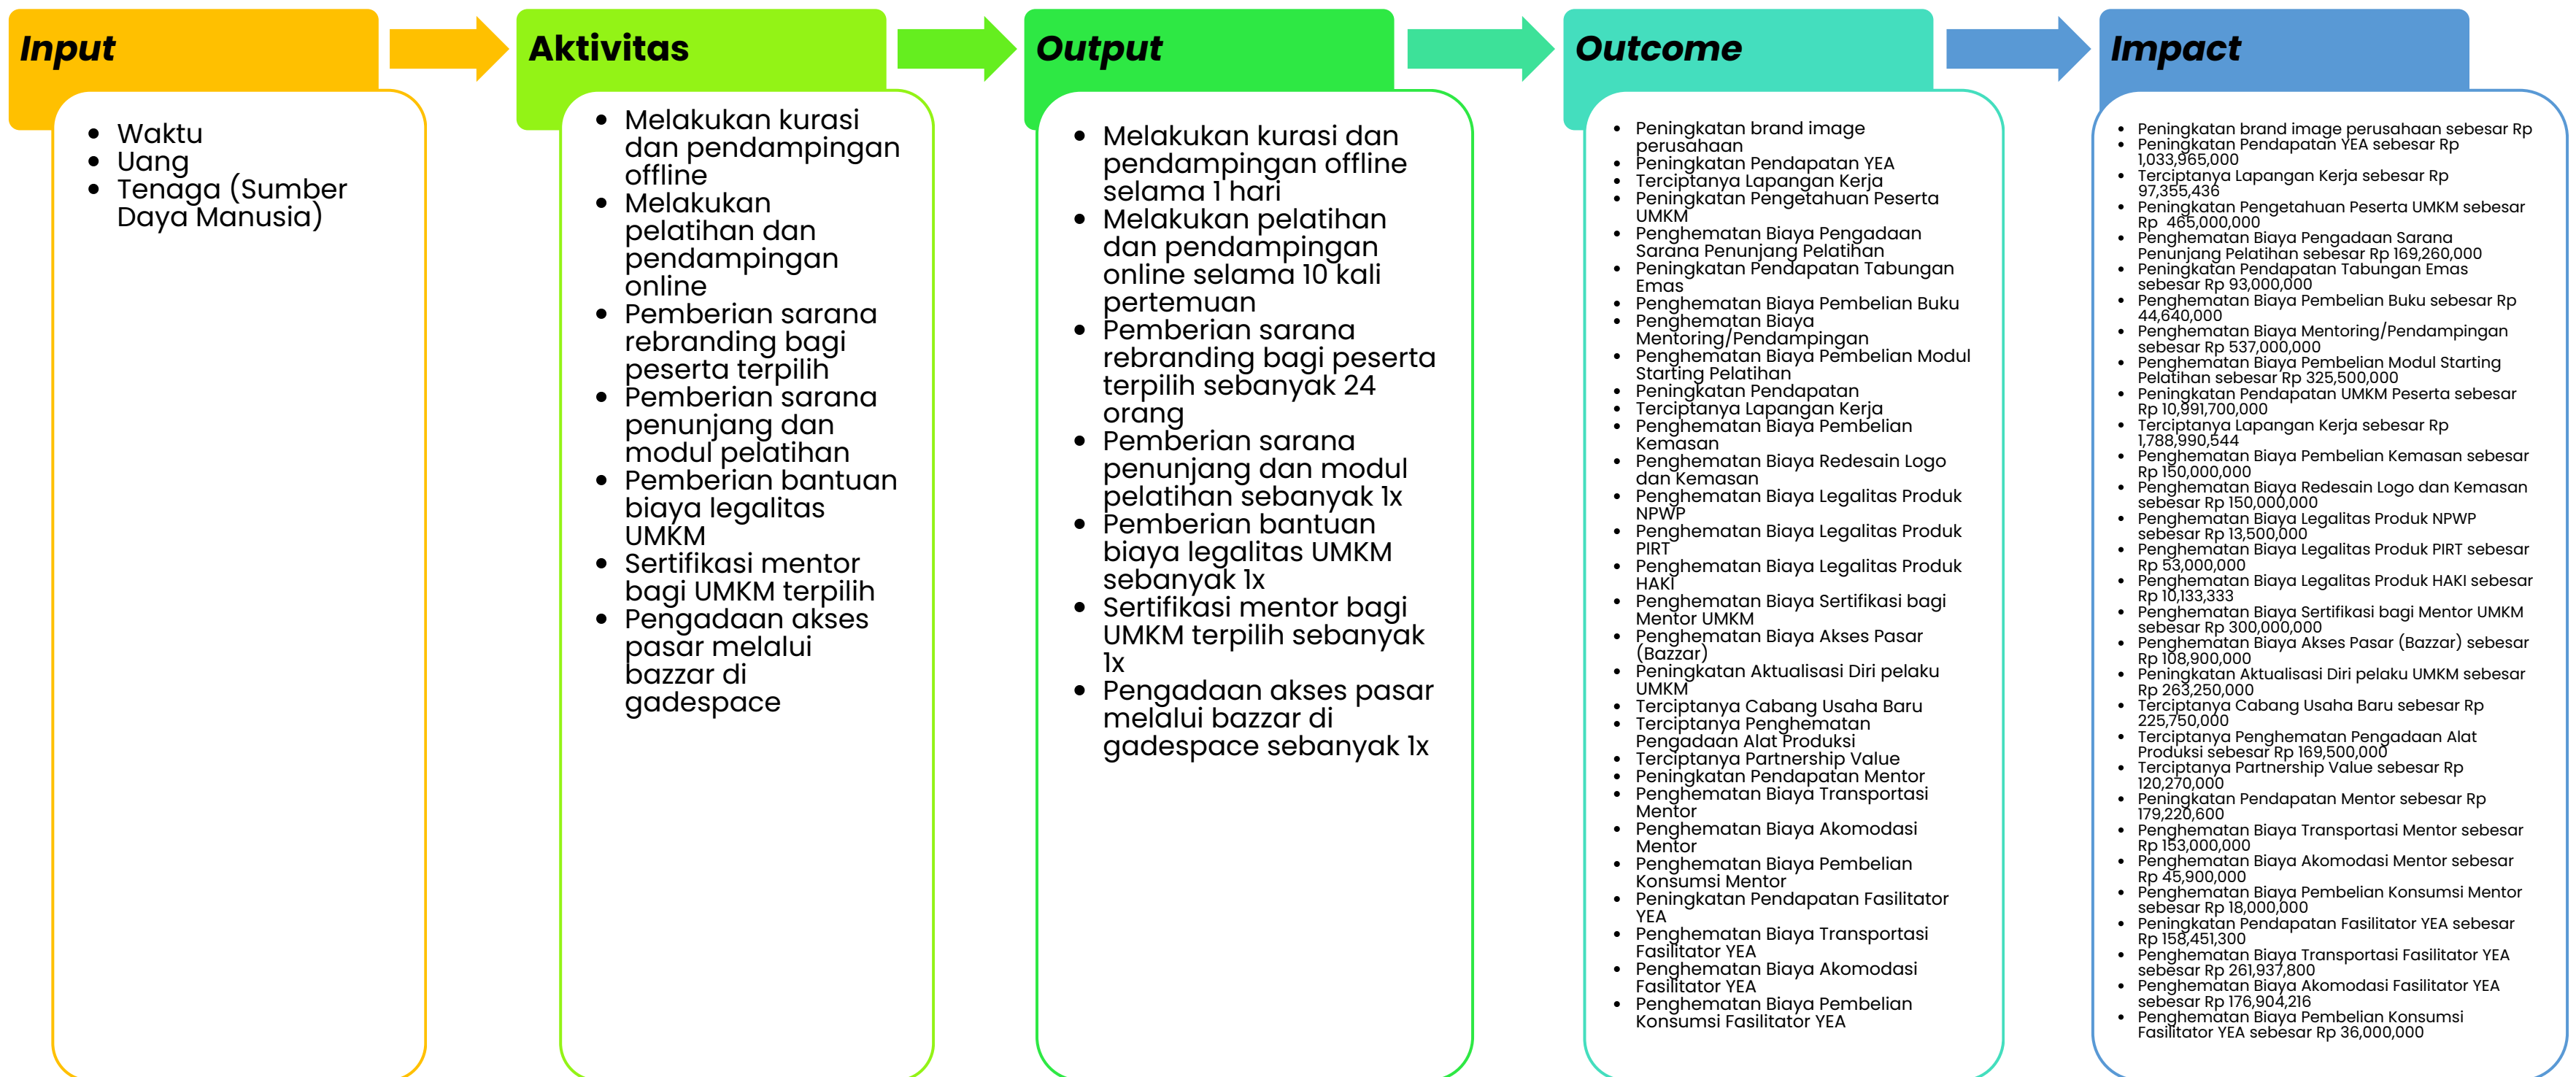 Input
Aktivitas
Output
Outcome
Impact
• Waktu
• Uang
• Tenaga (Sumber
Daya Manusia)
• Melakukan kurasi
dan pendampingan
offline
• Melakukan
pelatihan dan
pendampingan
online
• Pemberian sarana
rebranding bagi
peserta terpilih
• Pemberian sarana
penunjang dan
modul pelatihan
• Pemberian bantuan
biaya legalitas
UMKM
• Sertifikasi mentor
bagi UMKM terpilih
• Pengadaan akses
pasar melalui
bazzar di
gadespace
• Melakukan kurasi dan
pendampingan offline
selama 1 hari
• Melakukan pelatihan
dan pendampingan
online selama 10 kali
pertemuan
• Pemberian sarana
rebranding bagi peserta
terpilih sebanyak 24
orang
• Pemberian sarana
penunjang dan modul
pelatihan sebanyak 1x
• Pemberian bantuan
biaya legalitas UMKM
sebanyak 1x
• Sertifikasi mentor bagi
UMKM terpilih sebanyak
1x
• Pengadaan akses pasar
melalui bazzar di
gadespace sebanyak 1x
• Peningkatan brand image
perusahaan
• Peningkatan Pendapatan YEA
• Terciptanya Lapangan Kerja
• Peningkatan Pengetahuan Peserta
UMKM
• Penghematan Biaya Pengadaan
Sarana Penunjang Pelatihan
• Peningkatan Pendapatan Tabungan
Emas
• Penghematan Biaya Pembelian Buku
• Penghematan Biaya
Mentoring/Pendampingan
• Penghematan Biaya Pembelian Modul
Starting Pelatihan
• Peningkatan Pendapatan
• Terciptanya Lapangan Kerja
• Penghematan Biaya Pembelian
Kemasan
• Penghematan Biaya Redesain Logo
dan Kemasan
• Penghematan Biaya Legalitas Produk
NPWP
• Penghematan Biaya Legalitas Produk
PIRT
• Penghematan Biaya Legalitas Produk
HAKI
• Penghematan Biaya Sertifikasi bagi
Mentor UMKM
• Penghematan Biaya Akses Pasar
(Bazzar)
• Peningkatan Aktualisasi Diri pelaku
UMKM
• Terciptanya Cabang Usaha Baru
• Terciptanya Penghematan
Pengadaan Alat Produksi
• Terciptanya Partnership Value
• Peningkatan Pendapatan Mentor
• Penghematan Biaya Transportasi
Mentor
• Penghematan Biaya Akomodasi
Mentor
• Penghematan Biaya Pembelian
Konsumsi Mentor
• Peningkatan Pendapatan Fasilitator
YEA
• Penghematan Biaya Transportasi
Fasilitator YEA
• Penghematan Biaya Akomodasi
Fasilitator YEA
• Penghematan Biaya Pembelian
Konsumsi Fasilitator YEA
• Peningkatan brand image perusahaan sebesar Rp
• Peningkatan Pendapatan YEA sebesar Rp
1,033,965,000
• Terciptanya Lapangan Kerja sebesar Rp
97,355,436
• Peningkatan Pengetahuan Peserta UMKM sebesar
Rp 465,000,000
• Penghematan Biaya Pengadaan Sarana
Penunjang Pelatihan sebesar Rp 169,260,000
• Peningkatan Pendapatan Tabungan Emas
sebesar Rp 93,000,000
• Penghematan Biaya Pembelian Buku sebesar Rp
44,640,000
• Penghematan Biaya Mentoring/Pendampingan
sebesar Rp 537,000,000
• Penghematan Biaya Pembelian Modul Starting
Pelatihan sebesar Rp 325,500,000
• Peningkatan Pendapatan UMKM Peserta sebesar
Rp 10,991,700,000
• Terciptanya Lapangan Kerja sebesar Rp
1,788,990,544
• Penghematan Biaya Pembelian Kemasan sebesar
Rp 150,000,000
• Penghematan Biaya Redesain Logo dan Kemasan
sebesar Rp 150,000,000
• Penghematan Biaya Legalitas Produk NPWP
sebesar Rp 13,500,000
• Penghematan Biaya Legalitas Produk PIRT sebesar
Rp 53,000,000
• Penghematan Biaya Legalitas Produk HAKI sebesar
Rp 10,133,333
• Penghematan Biaya Sertifikasi bagi Mentor UMKM
sebesar Rp 300,000,000
• Penghematan Biaya Akses Pasar (Bazzar) sebesar
Rp 108,900,000
• Peningkatan Aktualisasi Diri pelaku UMKM sebesar
Rp 263,250,000
• Terciptanya Cabang Usaha Baru sebesar Rp
225,750,000
• Terciptanya Penghematan Pengadaan Alat
Produksi sebesar Rp 169,500,000
• Terciptanya Partnership Value sebesar Rp
120,270,000
• Peningkatan Pendapatan Mentor sebesar Rp
179,220,600
• Penghematan Biaya Transportasi Mentor sebesar
Rp 153,000,000
• Penghematan Biaya Akomodasi Mentor sebesar
Rp 45,900,000
• Penghematan Biaya Pembelian Konsumsi Mentor
sebesar Rp 18,000,000
• Peningkatan Pendapatan Fasilitator YEA sebesar
Rp 158,451,300
• Penghematan Biaya Transportasi Fasilitator YEA
sebesar Rp 261,937,800
• Penghematan Biaya Akomodasi Fasilitator YEA
sebesar Rp 176,904,216
• Penghematan Biaya Pembelian Konsumsi
Fasilitator YEA sebesar Rp 36,000,000